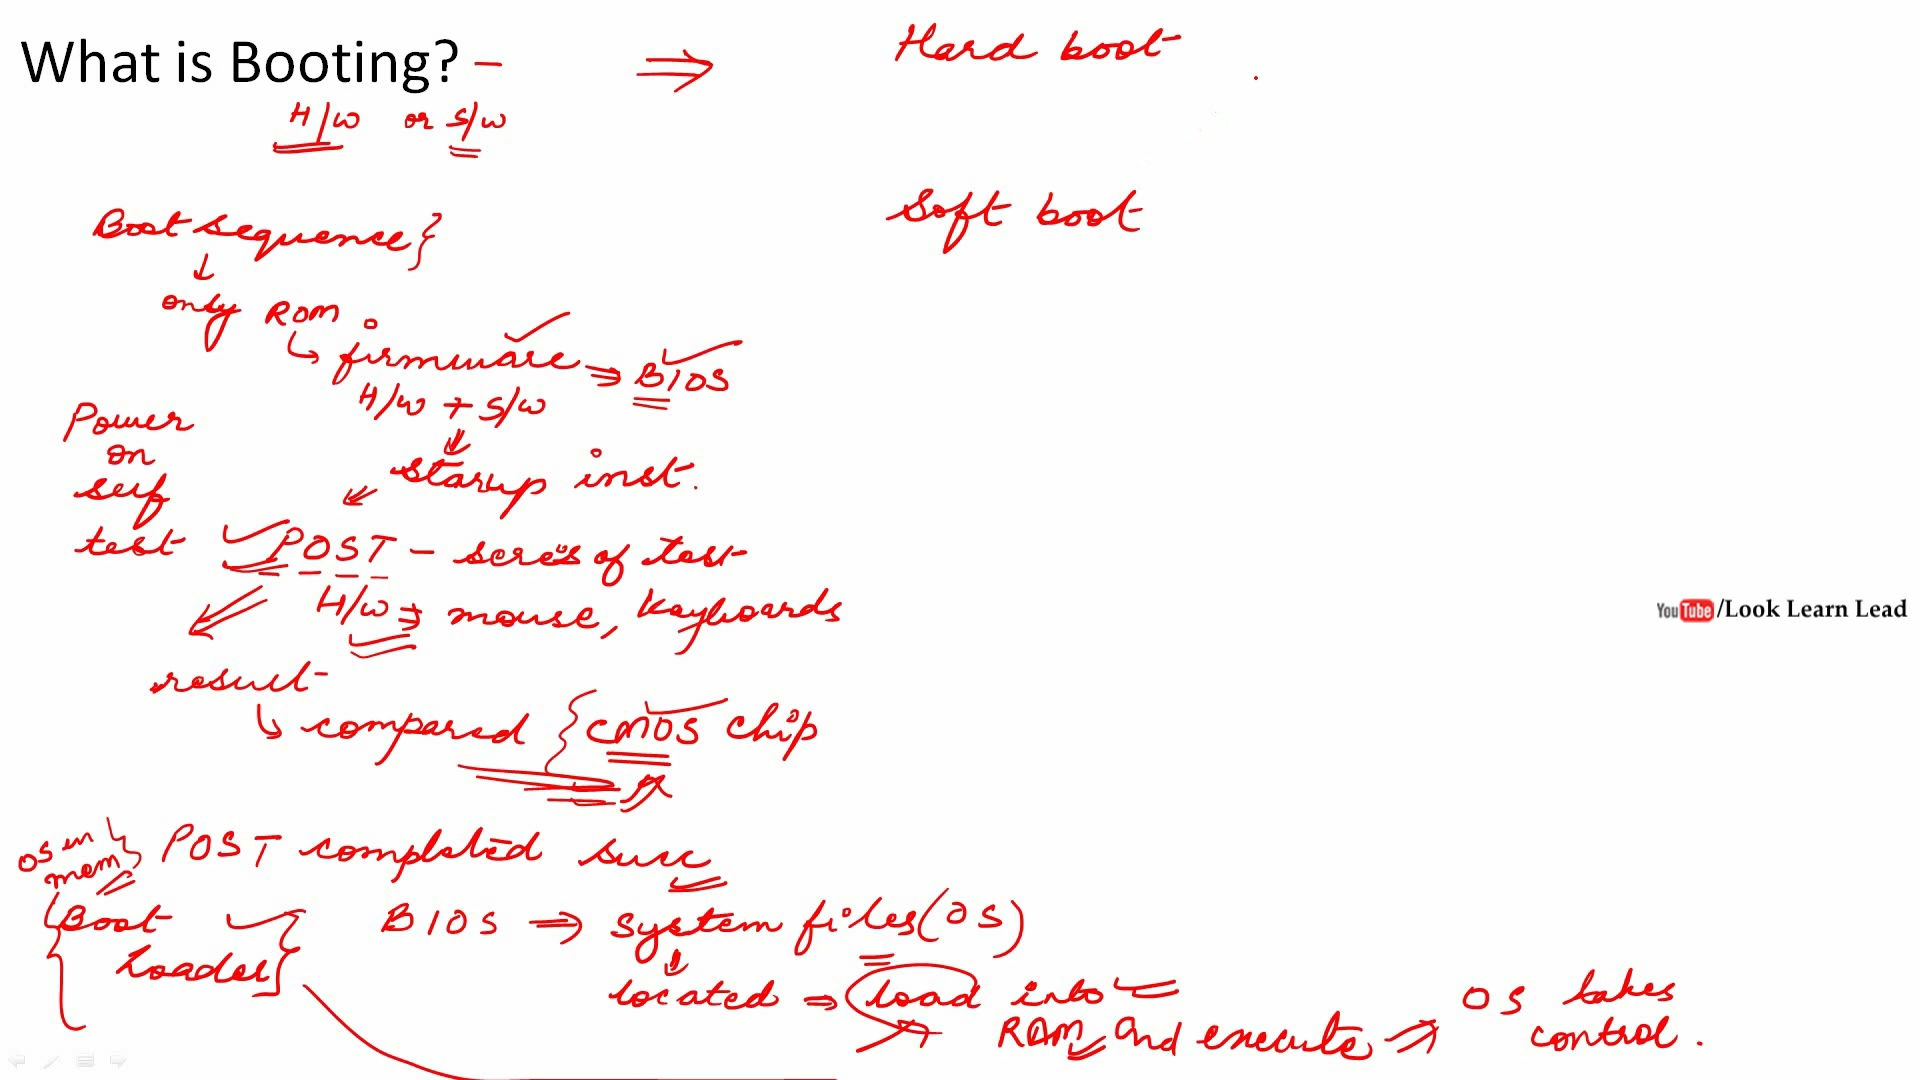 What is Booting? –
⇒ Hard boot
H/w or S/w
Soft boot
Boot sequence }
↓
only ROM
↳ firmware ⇒ BIOS
H/w + S/w
Power
on
self
test
starup inst.
POST – series of test
H/w ⇒ mouse, keyboards
YouTube/Look Learn Lead
result
↳ compared { CMOS chip
OS in
mem }
POST completed succ
{Boot
Loader}
BIOS ⇒ system files (OS)
↓
located ⇒ load into
RAM and execute →
OS takes
control.